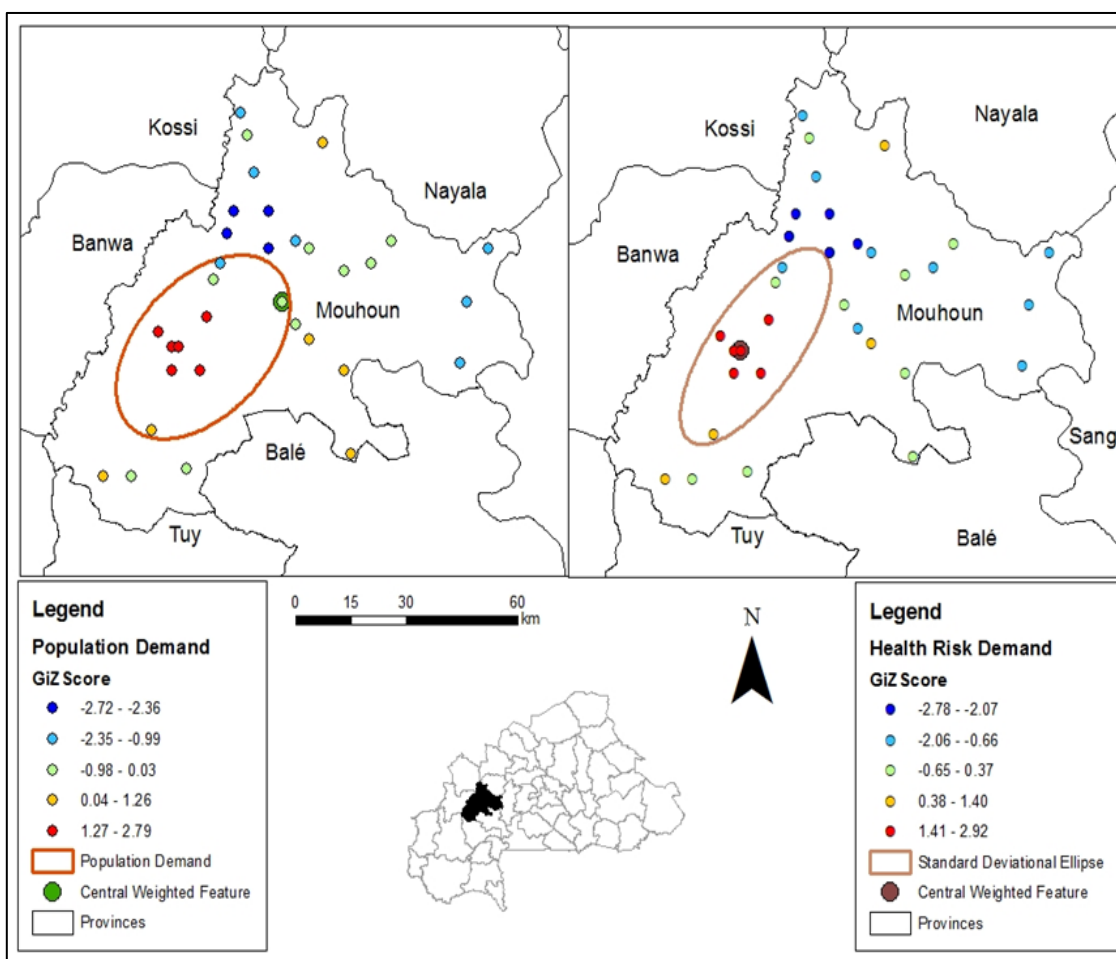 Kossi
Nayala
Banwa
Mouhoun
Balé
Tuy
Kossi
Nayala
Banwa
Mouhoun
Sang
Tuy
Balé
Legend
Population Demand
GiZ Score
-2.72 - -2.36
-2.35 - -0.99
-0.98 - 0.03
0.04 - 1.26
1.27 - 2.79
Population Demand
Central Weighted Feature
Provinces
0 15 30 60
km
N
Legend
Health Risk Demand
GiZ Score
-2.78 - -2.07
-2.06 - -0.66
-0.65 - 0.37
0.38 - 1.40
1.41 - 2.92
Standard Deviational Ellipse
Central Weighted Feature
Provinces